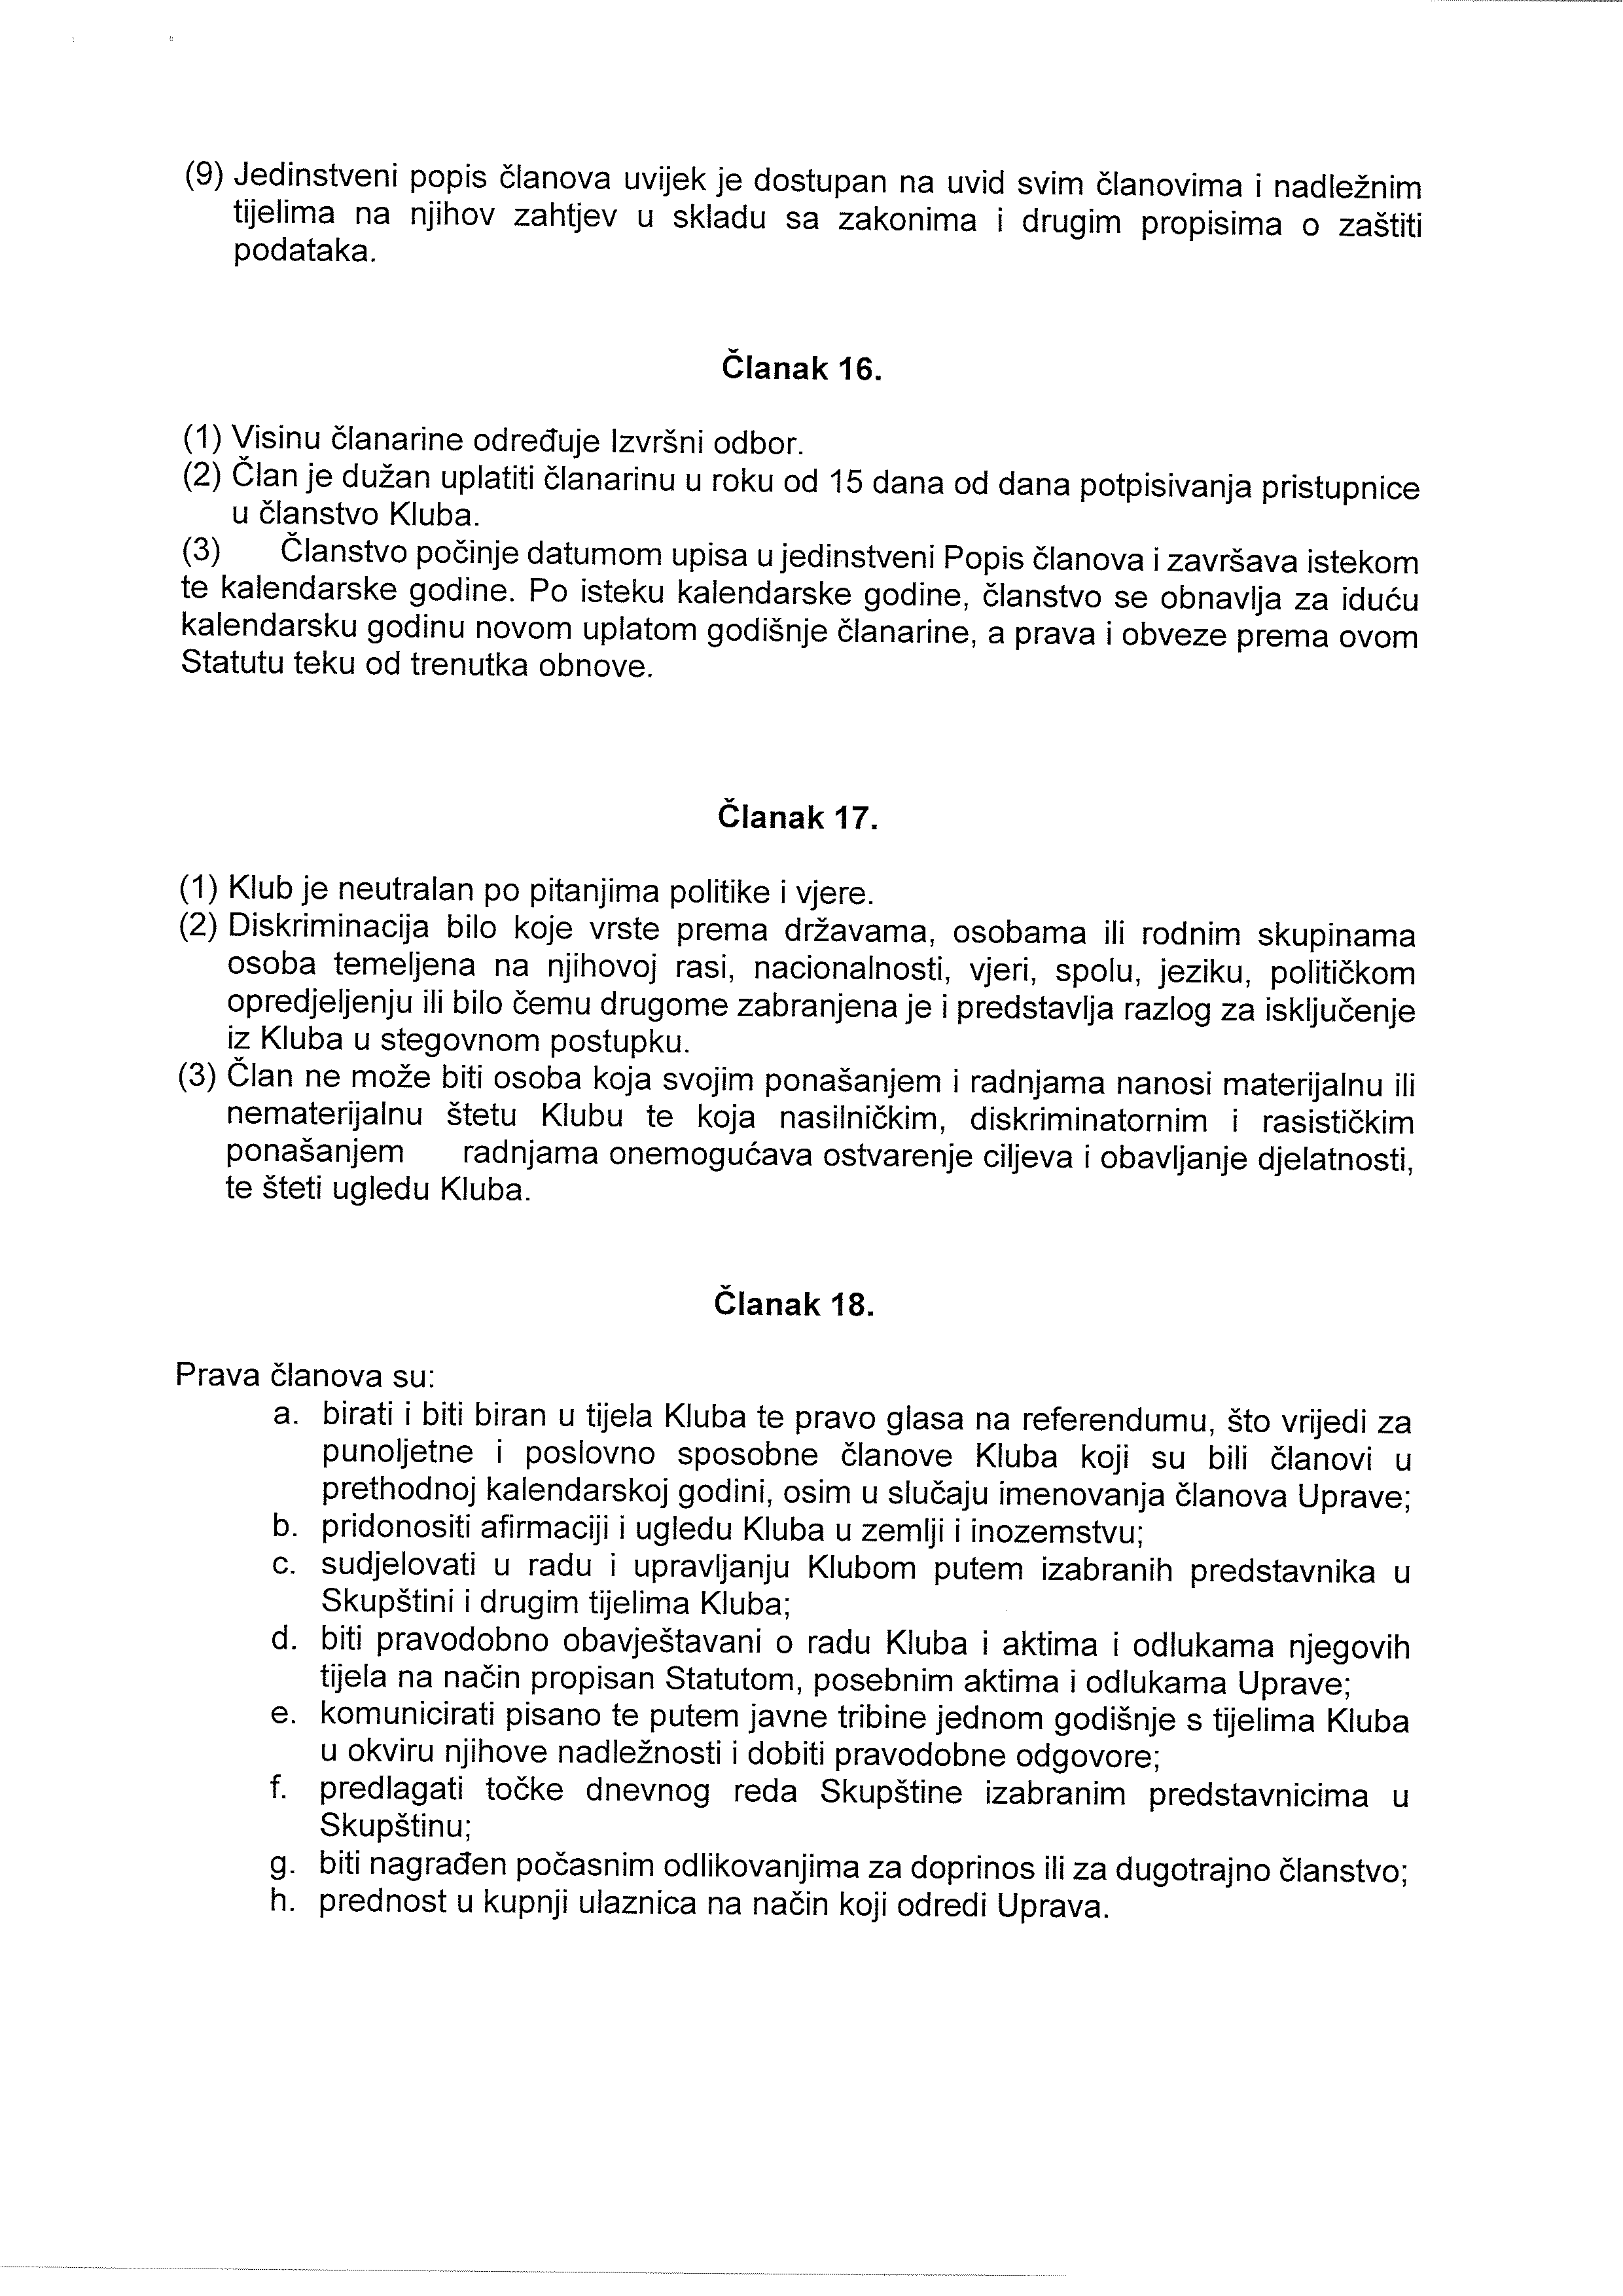 (9) Jedinstveni popis članova uvijek je dostupan na uvid svim članovima i nadležnim
tijelima na njihov zahtjev u skladu sa zakonima i drugim propisima o zaštiti
podataka.
Članak 16.
(1) Visinu članarine određuje Izvršni odbor.
(2) Član je dužan uplatiti članarinu u roku od 15 dana od dana potpisivanja pristupnice
u članstvo Kluba.
(3) Članstvo počinje datumom upisa u jedinstveni Popis članova i završava istekom
te kalendarske godine. Po isteku kalendarske godine, članstvo se obnavlja za iduću
kalendarsku godinu novom uplatom godišnje članarine, a prava i obveze prema ovom
Statutu teku od trenutka obnove.
Članak 17.
(1) Klub je neutralan po pitanjima politike i vjere.
(2) Diskriminacija bilo koje vrste prema državama, osobama ili rodnim skupinama
osoba temeljena na njihovoj rasi, nacionalnosti, vjeri, spolu, jeziku, političkom
opredjeljenju ili bilo čemu drugome zabranjena je i predstavlja razlog za isključenje
iz Kluba u stegovnom postupku.
(3) Član ne može biti osoba koja svojim ponašanjem i radnjama nanosi materijalnu ili
nematerijalnu štetu Klubu te koja nasilničkim, diskriminatornim i rasističkim
ponašanjem radnjama onemogućava ostvarenje ciljeva i obavljanje djelatnosti,
te šteti ugledu Kluba.
Članak 18.
Prava članova su:
a. birati i biti biran u tijela Kluba te pravo glasa na referendumu, što vrijedi za
punoljetne i poslovno sposobne članove Kluba koji su bili članovi u
prethodnoj kalendarskoj godini, osim u slučaju imenovanja članova Uprave;
b. pridonositi afirmaciji i ugledu Kluba u zemlji i inozemstvu;
c. sudjelovati u radu i upravljanju Klubom putem izabranih predstavnika u
Skupštini i drugim tijelima Kluba;
d. biti pravodobno obavještavani o radu Kluba i aktima i odlukama njegovih
tijela na način propisan Statutom, posebnim aktima i odlukama Uprave;
e. komunicirati pisano te putem javne tribine jednom godišnje s tijelima Kluba
u okviru njihove nadležnosti i dobiti pravodobne odgovore;
f. predlagati točke dnevnog reda Skupštine izabranim predstavnicima u
Skupštinu;
g. biti nagrađen počasnim odlikovanjima za doprinos ili za dugotrajno članstvo;
h. prednost u kupnji ulaznica na način koji odredi Uprava.